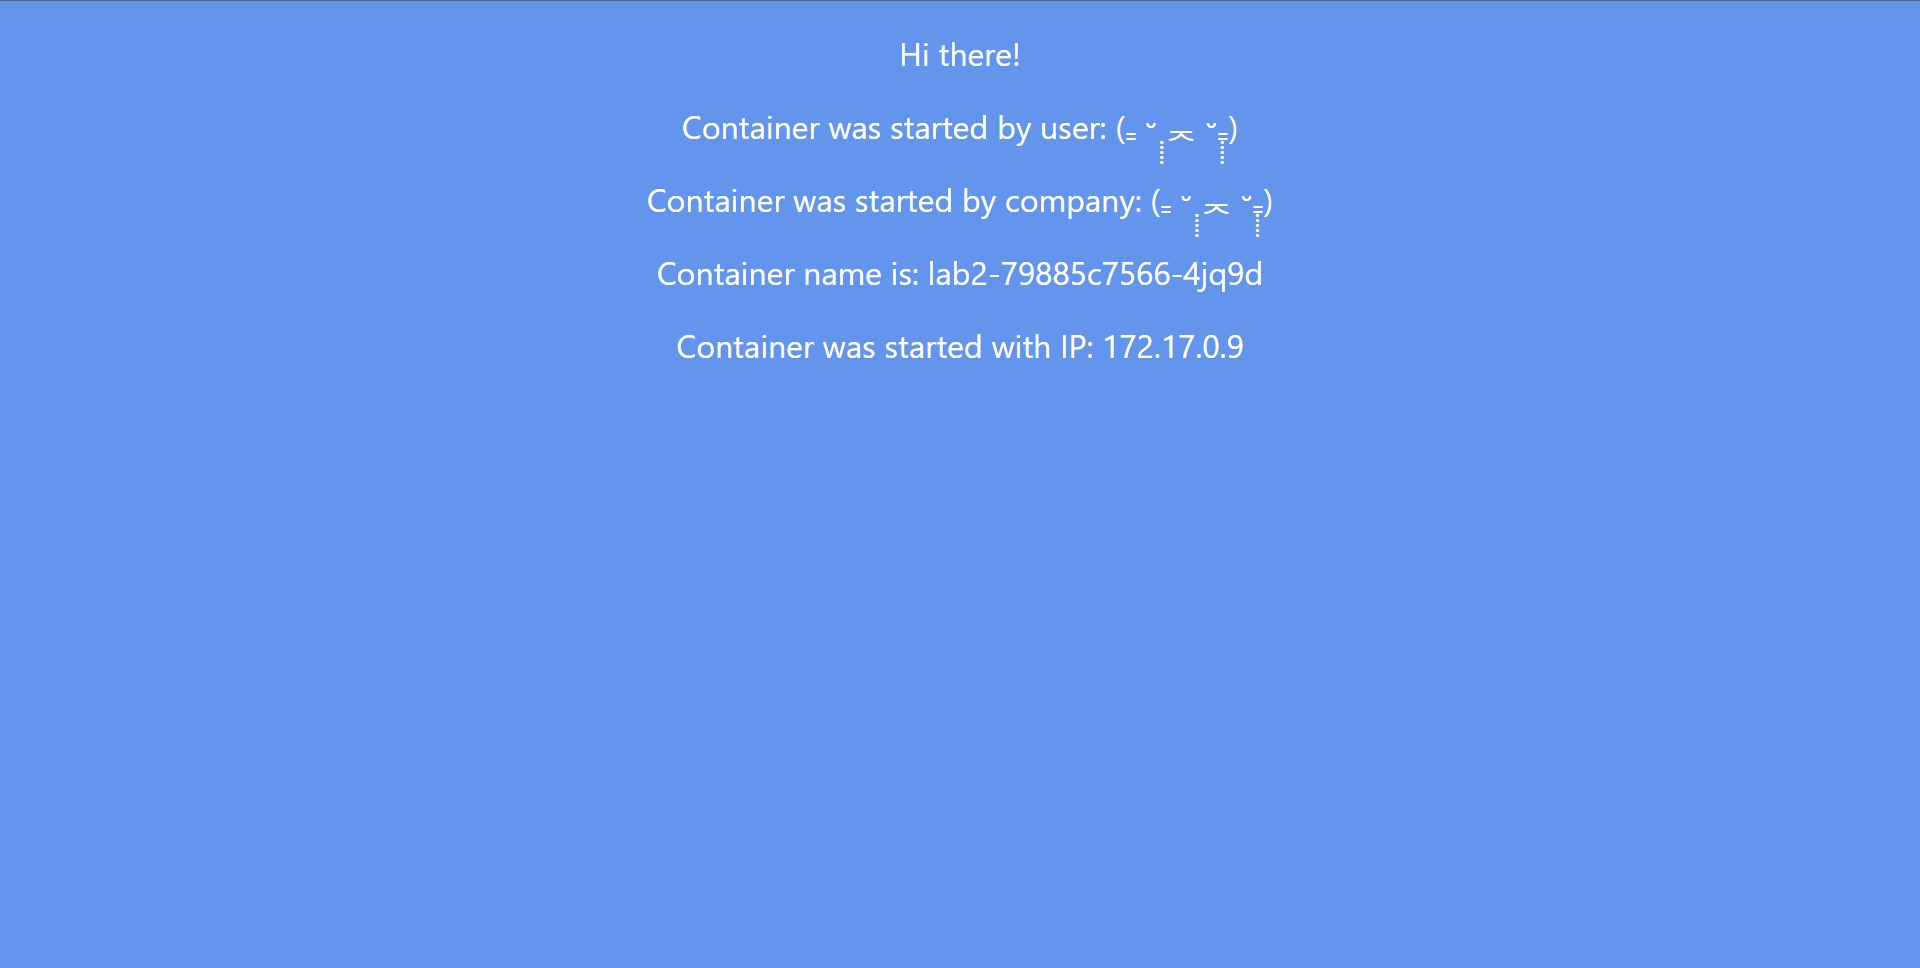 Hi there!
Container was started by user: (˭ ˘̣̣̣ ㅈ ˘̣̣̣˭)
Container was started by company: (˭ ˘̣̣̣ ㅈ ˘̣̣̣˭)
Container name is: lab2-79885c7566-4jq9d
Container was started with IP: 172.17.0.9